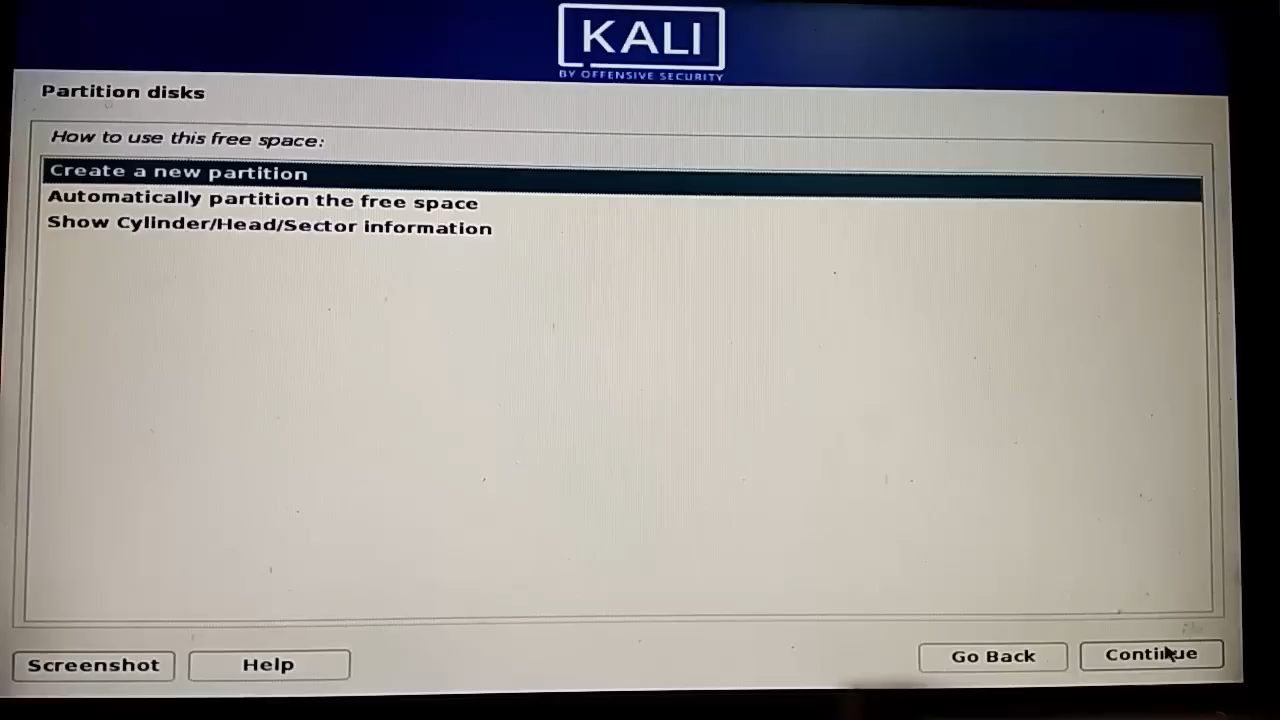 KALI
BY OFFENSIVE SECURITY
Partition disks
How to use this free space:
Create a new partition
Automatically partition the free space
Show Cylinder/Head/Sector information
Screenshot
Help
Go Back
Continue